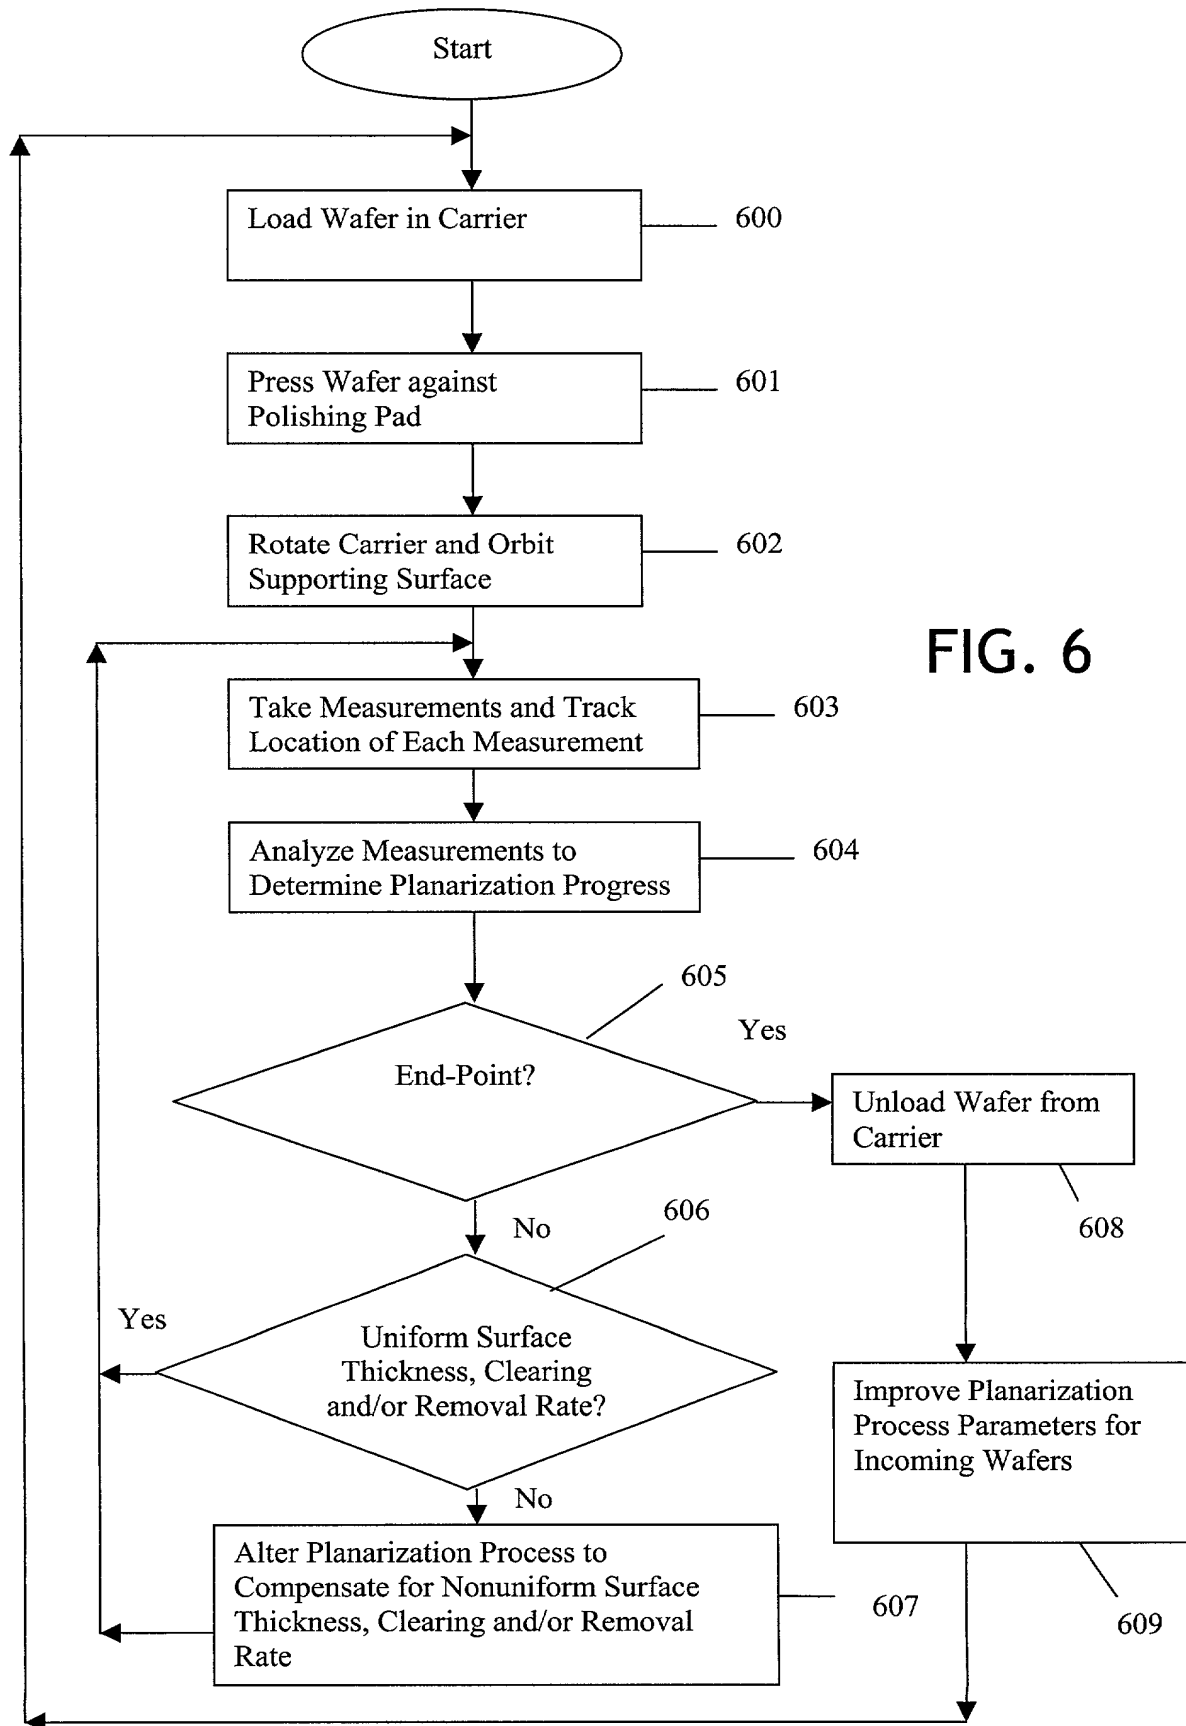 Start
Load Wafer in Carrier
600
Press Wafer against
Polishing Pad
601
Rotate Carrier and Orbit
Supporting Surface
602
FIG. 6
Take Measurements and Track
Location of Each Measurement
603
Analyze Measurements to
Determine Planarization Progress
604
605
End-Point?
Yes
Unload Wafer from
Carrier
608
No
606
Yes
Uniform Surface
Thickness, Clearing
and/or Removal Rate?
Improve Planarization
Process Parameters for
Incoming Wafers
609
No
Alter Planarization Process to
Compensate for Nonuniform Surface
Thickness, Clearing and/or Removal
Rate
607